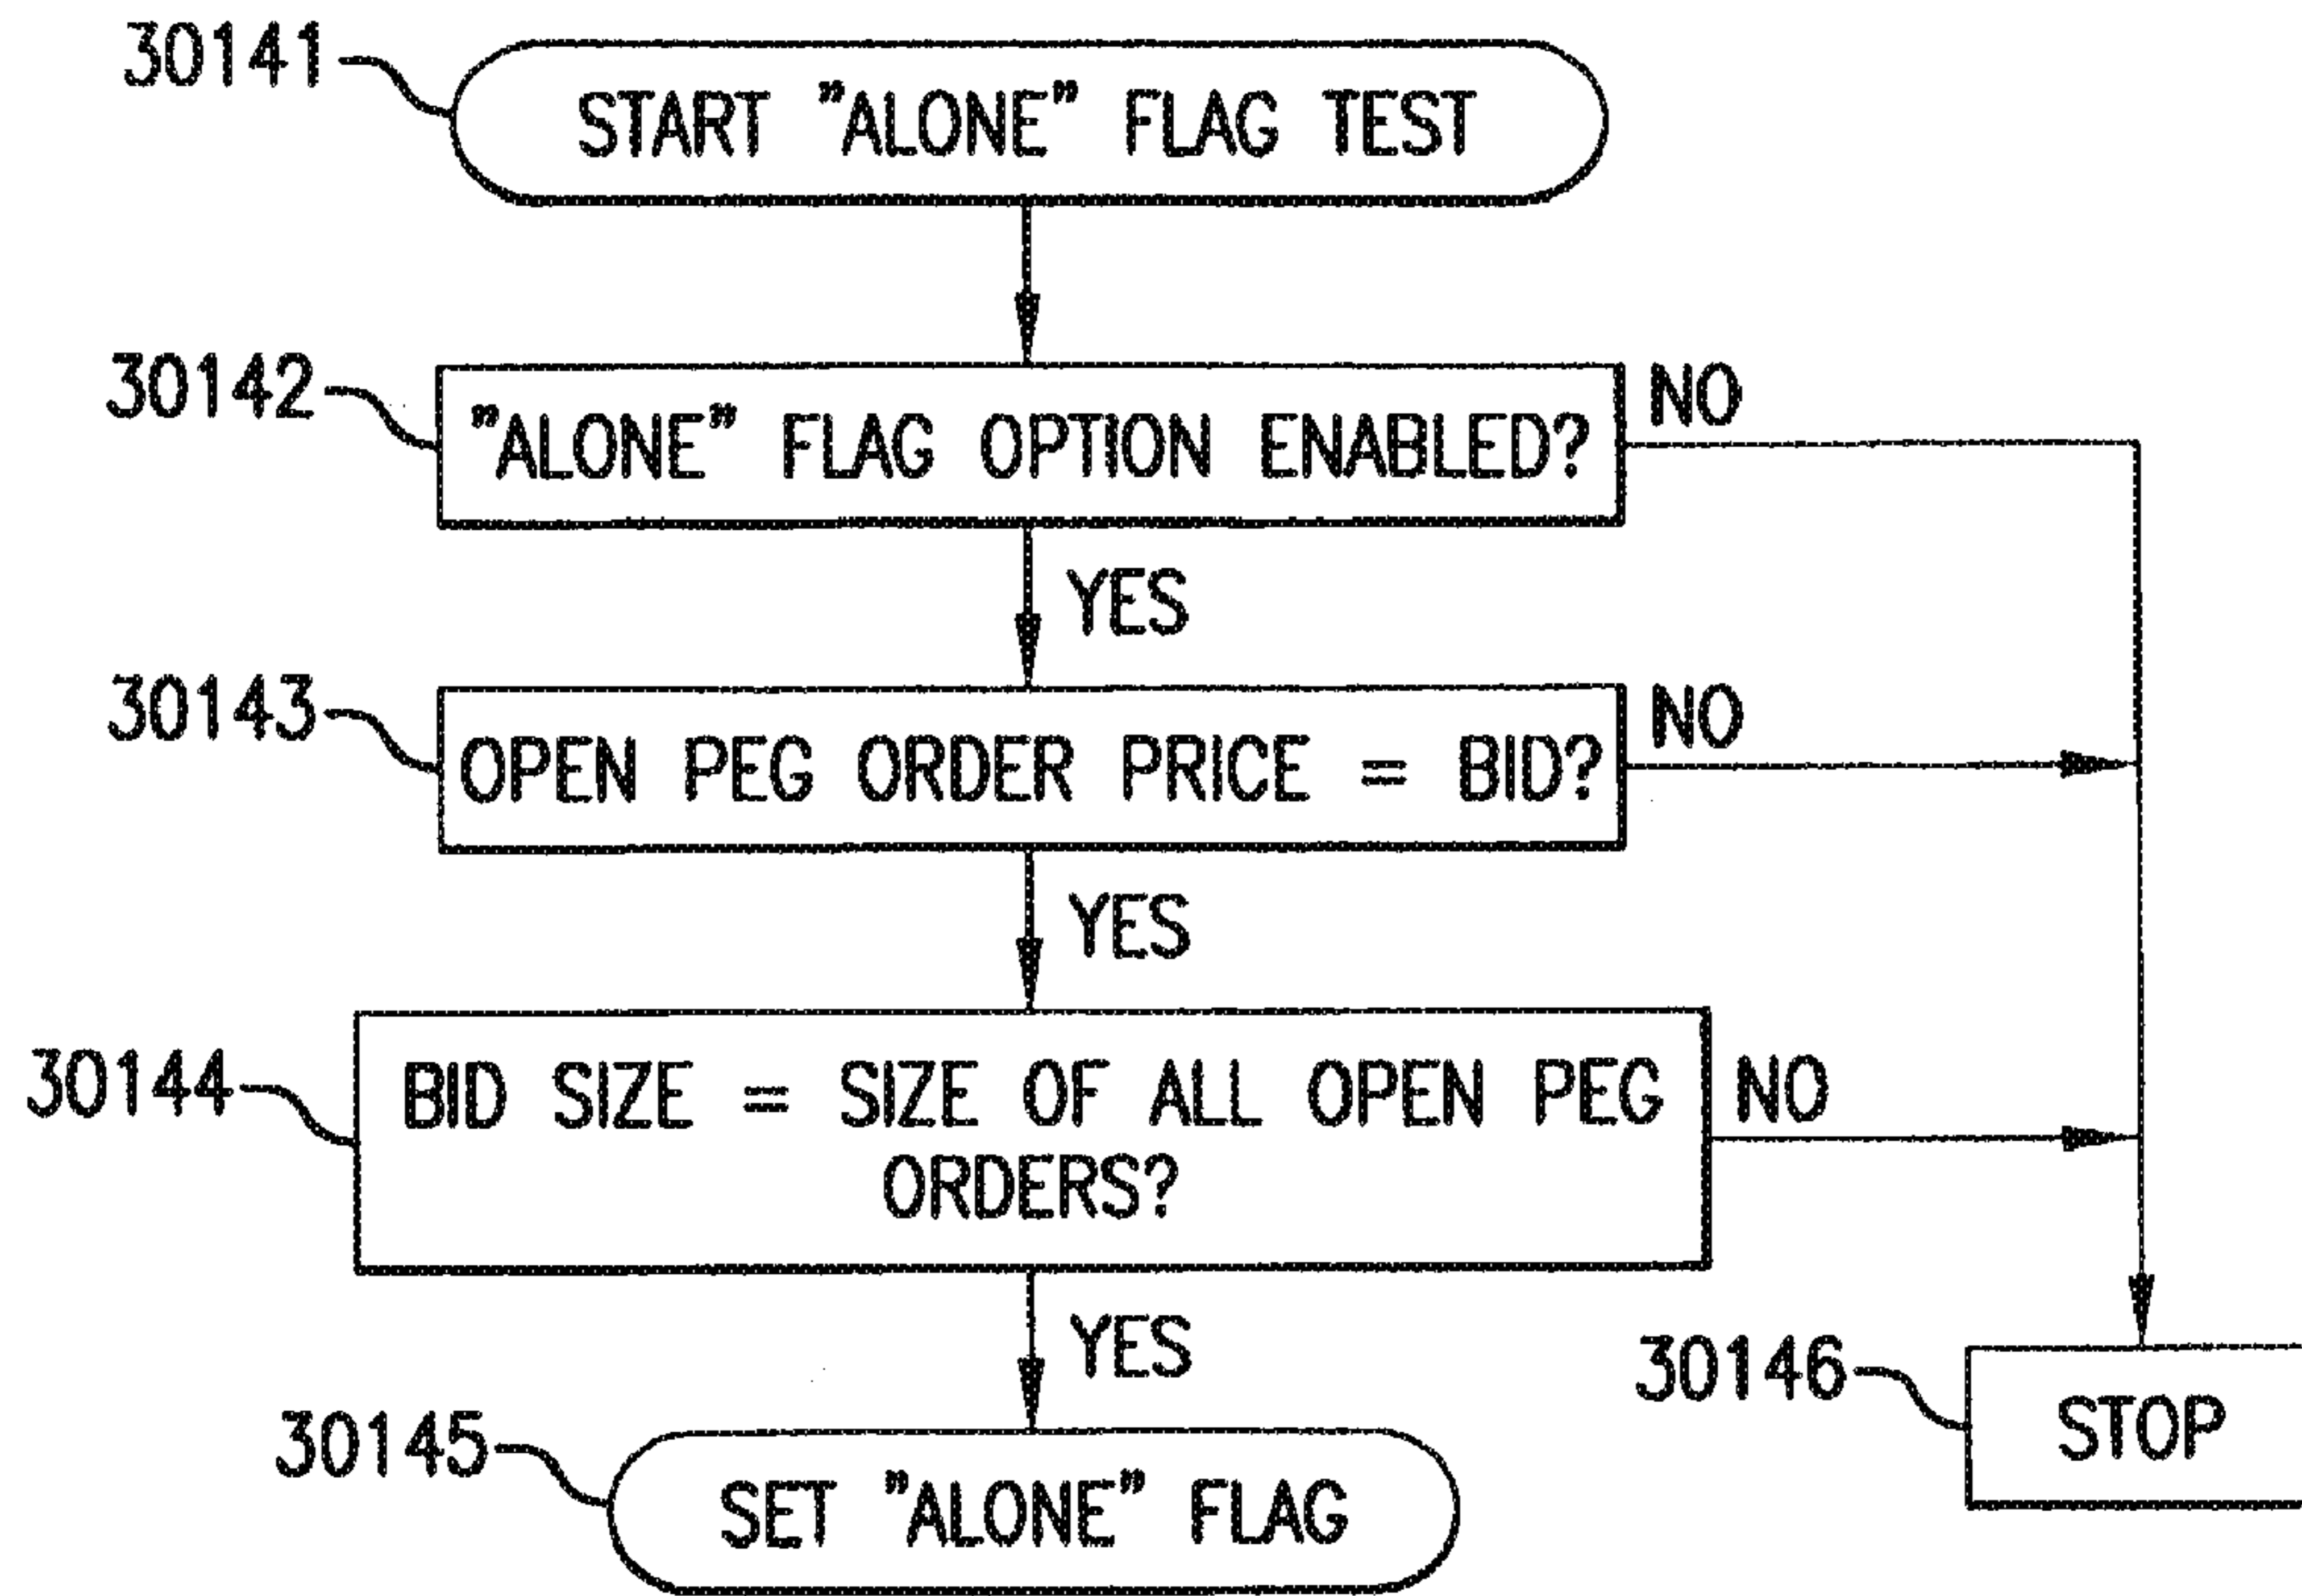 30141
START "ALONE" FLAG TEST
30142
"ALONE" FLAG OPTION ENABLED?
NO
YES
30143
OPEN PEG ORDER PRICE = BID?
NO
YES
30144
BID SIZE = SIZE OF ALL OPEN PEG
ORDERS?
NO
YES
30145
SET "ALONE" FLAG
30146
STOP